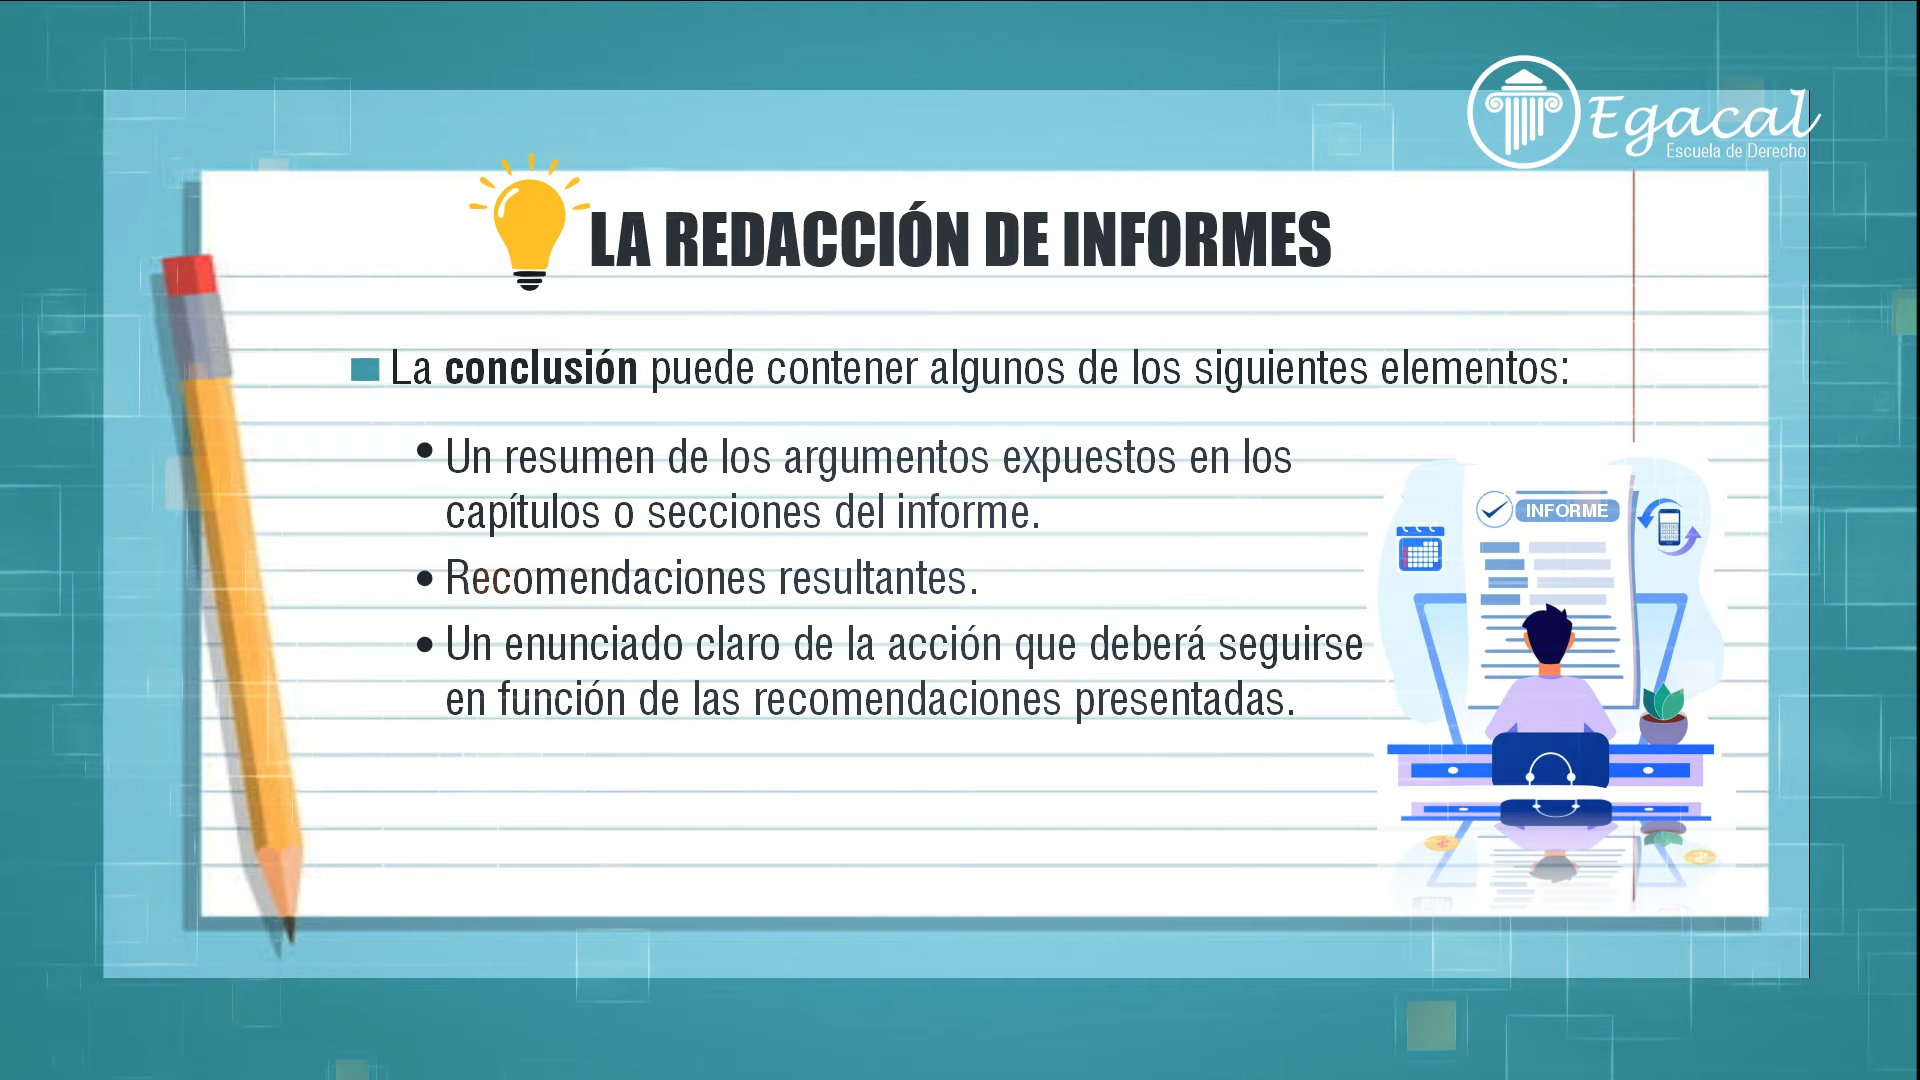 Egacal
Escuela de Derecho
LA REDACCIÓN DE INFORMES
La conclusión puede contener algunos de los siguientes elementos:
• Un resumen de los argumentos expuestos en los
capítulos o secciones del informe.
• Recomendaciones resultantes.
• Un enunciado claro de la acción que deberá seguirse
en función de las recomendaciones presentadas.
INFORME